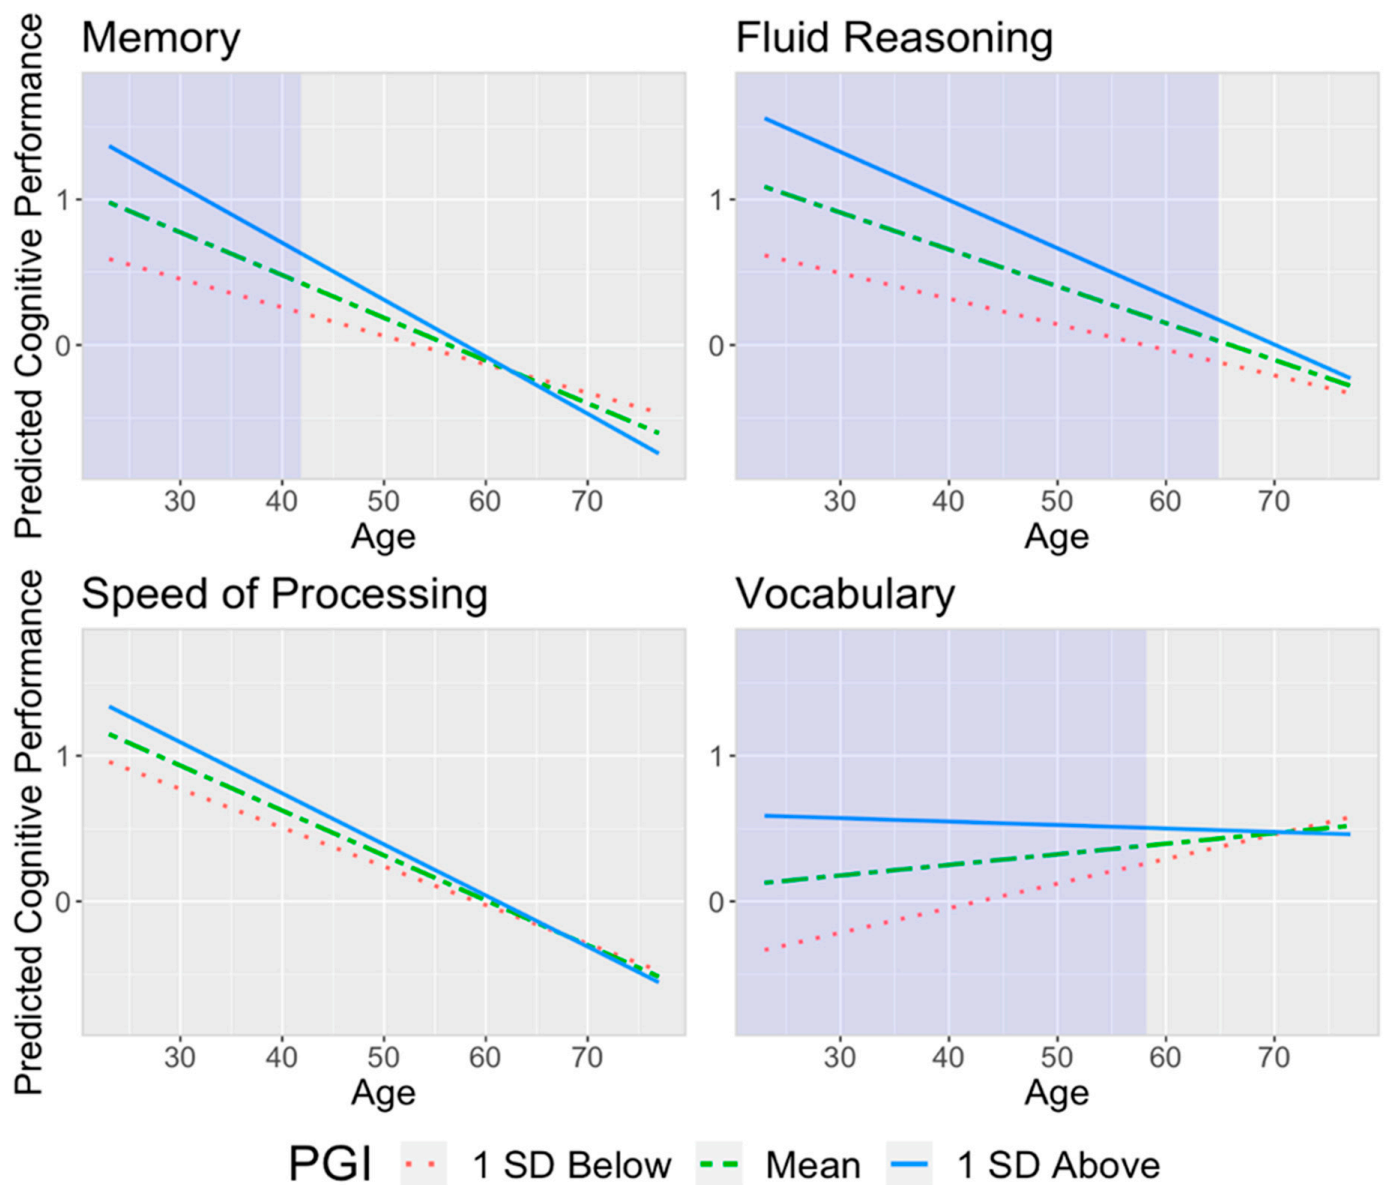 Memory
Fluid Reasoning
Predicted Cognitive Performance
1
0
30 40 50 60 70
Age
1
0
30 40 50 60 70
Age
Speed of Processing
Vocabulary
Predicted Cognitive Performance
1
0
30 40 50 60 70
Age
1
0
30 40 50 60 70
Age
PGI 1 SD Below Mean 1 SD Above